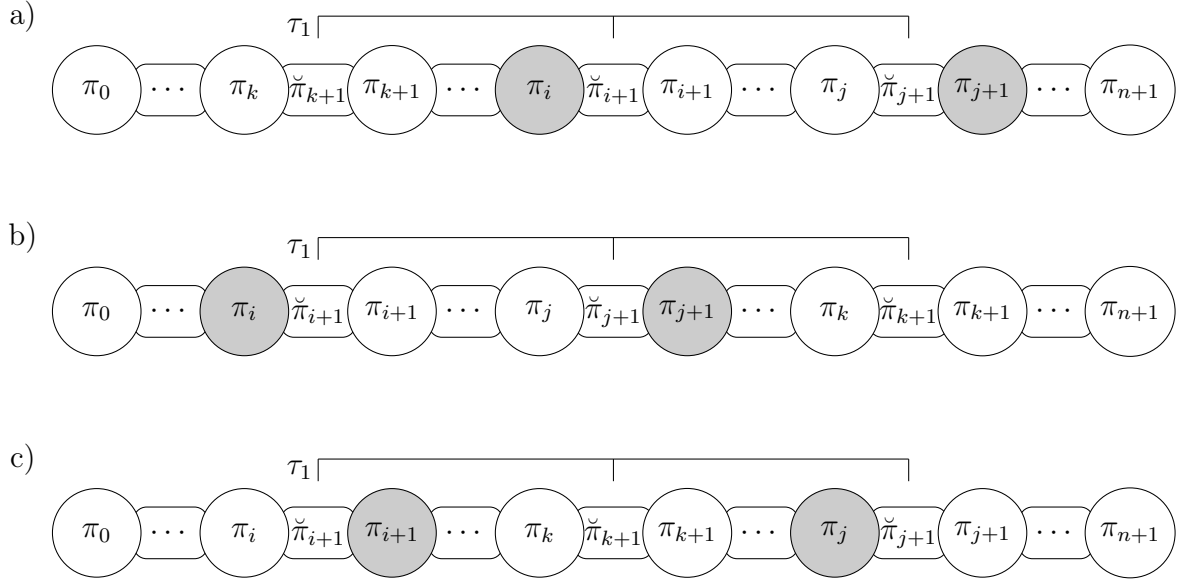 a) τ₁
π₀ ⋯ πₖ π̆ₖ₊₁ πₖ₊₁ ⋯ πᵢ π̆ᵢ₊₁ πᵢ₊₁ ⋯ πⱼ π̆ⱼ₊₁ πⱼ₊₁ ⋯ πₙ₊₁
b) τ₁
π₀ ⋯ πᵢ π̆ᵢ₊₁ πᵢ₊₁ ⋯ πⱼ π̆ⱼ₊₁ πⱼ₊₁ ⋯ πₖ π̆ₖ₊₁ πₖ₊₁ ⋯ πₙ₊₁
c) τ₁
π₀ ⋯ πᵢ π̆ᵢ₊₁ πᵢ₊₁ ⋯ πₖ π̆ₖ₊₁ πₖ₊₁ ⋯ πⱼ π̆ⱼ₊₁ πⱼ₊₁ ⋯ πₙ₊₁